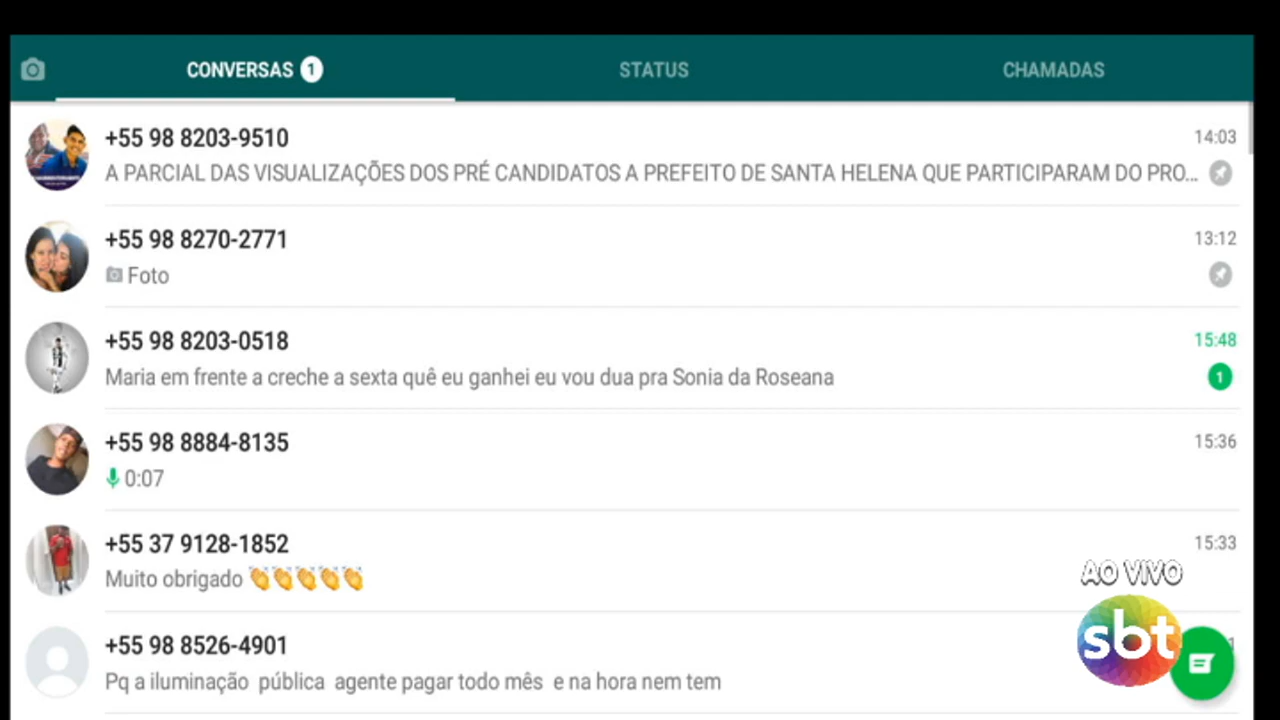 CONVERSAS 1
STATUS
CHAMADAS
+55 98 8203-9510
14:03
A PARCIAL DAS VISUALIZAÇÕES DOS PRÉ CANDIDATOS A PREFEITO DE SANTA HELENA QUE PARTICIPARAM DO PRO...
+55 98 8270-2771
13:12
Foto
+55 98 8203-0518
15:48
Maria em frente a creche a sexta quê eu ganhei eu vou dua pra Sonia da Roseana
1
+55 98 8884-8135
15:36
0:07
+55 37 9128-1852
15:33
Muito obrigado 👏👏👏👏👏
AO VIVO
sbt
+55 98 8526-4901
Pq a iluminação pública agente pagar todo mês e na hora nem tem